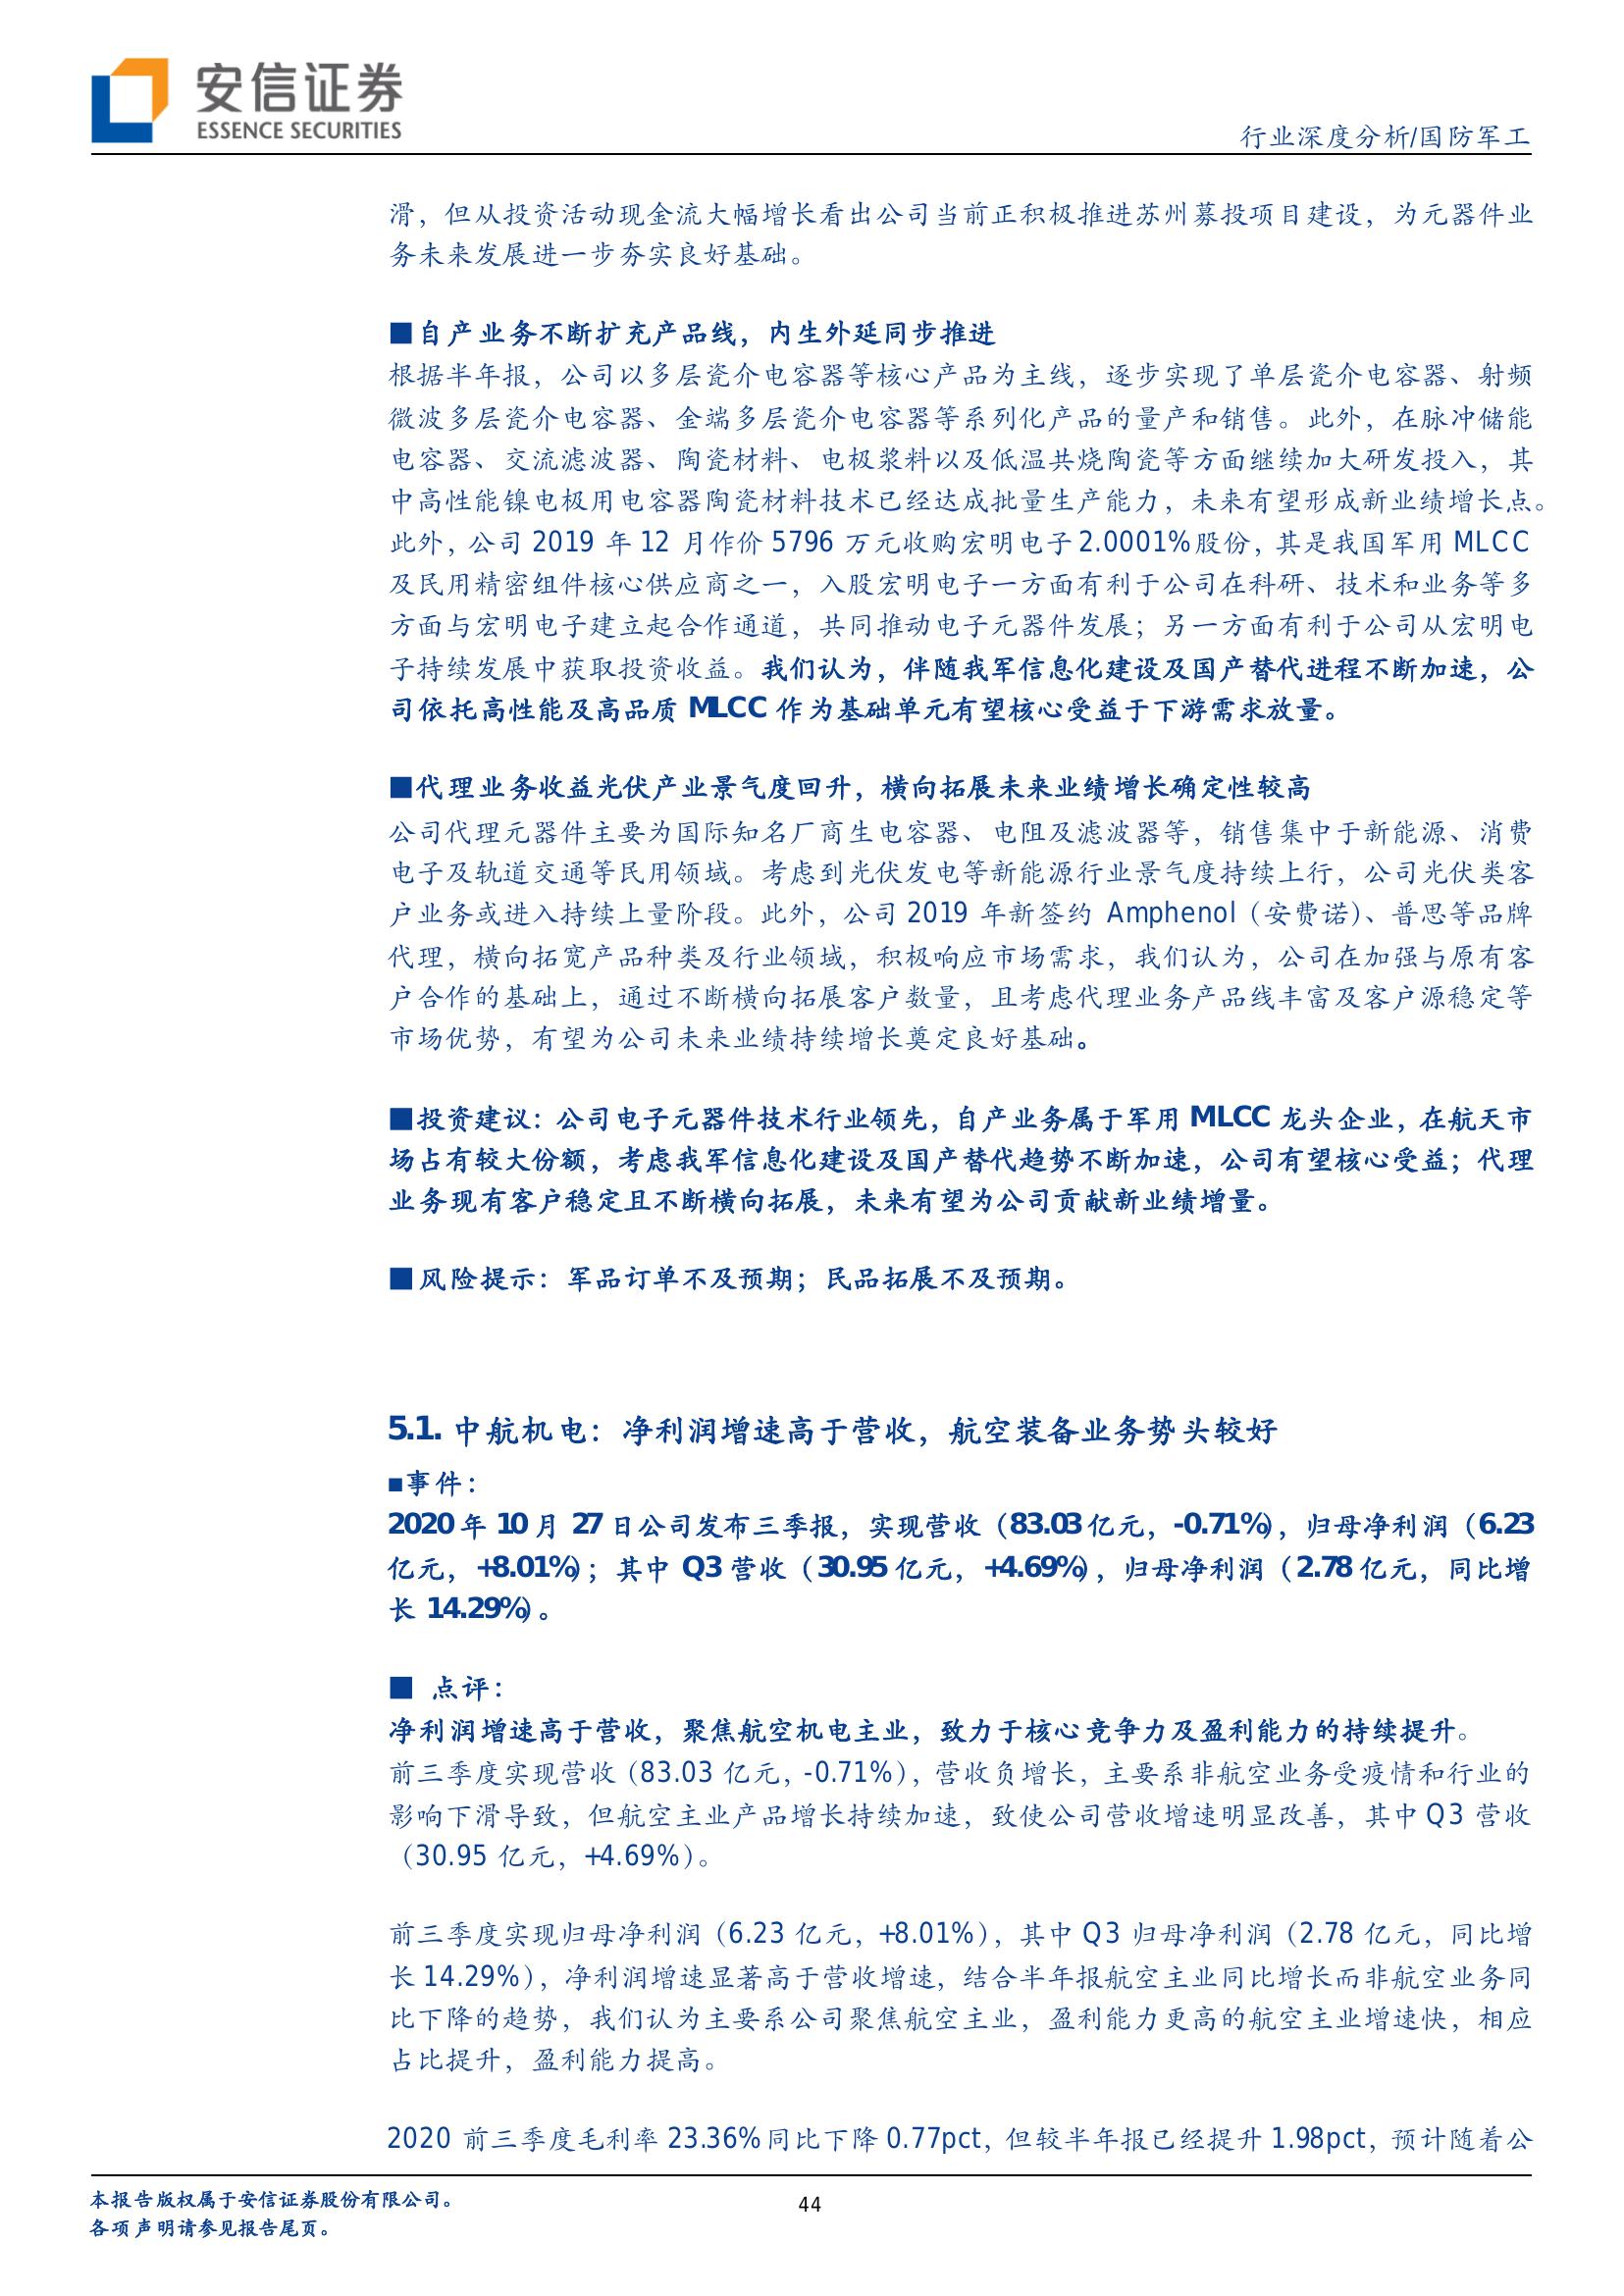 安信证券
ESSENCE SECURITIES
行业深度分析/国防军工
滑，但从投资活动现金流大幅增长看出公司当前正积极推进苏州募投项目建设，为元器件业
务未来发展进一步夯实良好基础。
■自产业务不断扩充产品线，内生外延同步推进
根据半年报，公司以多层瓷介电容器等核心产品为主线，逐步实现了单层瓷介电容器、射频
微波多层瓷介电容器、金端多层瓷介电容器等系列化产品的量产和销售。此外，在脉冲储能
电容器、交流滤波器、陶瓷材料、电极浆料以及低温共烧陶瓷等方面继续加大研发投入，其
中高性能镍电极用电容器陶瓷材料技术已经达成批量生产能力，未来有望形成新业绩增长点。
此外，公司 2019 年 12 月作价 5796 万元收购宏明电子 2.0001%股份，其是我国军用 MLCC
及民用精密组件核心供应商之一，入股宏明电子一方面有利于公司在科研、技术和业务等多
方面与宏明电子建立起合作通道，共同推动电子元器件发展；另一方面有利于公司从宏明电
子持续发展中获取投资收益。我们认为，伴随我军信息化建设及国产替代进程不断加速，公
司依托高性能及高品质 MLCC 作为基础单元有望核心受益于下游需求放量。
■代理业务收益光伏产业景气度回升，横向拓展未来业绩增长确定性较高
公司代理元器件主要为国际知名厂商生电容器、电阻及滤波器等，销售集中于新能源、消费
电子及轨道交通等民用领域。考虑到光伏发电等新能源行业景气度持续上行，公司光伏类客
户业务或进入持续上量阶段。此外，公司 2019 年新签约 Amphenol（安费诺）、普思等品牌
代理，横向拓宽产品种类及行业领域，积极响应市场需求，我们认为，公司在加强与原有客
户合作的基础上，通过不断横向拓展客户数量，且考虑代理业务产品线丰富及客户源稳定等
市场优势，有望为公司未来业绩持续增长奠定良好基础。
■投资建议：公司电子元器件技术行业领先，自产业务属于军用 MLCC 龙头企业，在航天市
场占有较大份额，考虑我军信息化建设及国产替代趋势不断加速，公司有望核心受益；代理
业务现有客户稳定且不断横向拓展，未来有望为公司贡献新业绩增量。
■风险提示：军品订单不及预期；民品拓展不及预期。
5.1. 中航机电：净利润增速高于营收，航空装备业务势头较好
■事件：
2020 年 10 月 27 日公司发布三季报，实现营收（83.03 亿元，-0.71%），归母净利润（6.23
亿元，+8.01%）；其中 Q3 营收（30.95 亿元，+4.69%），归母净利润（2.78 亿元，同比增
长 14.29%）。
■ 点评：
净利润增速高于营收，聚焦航空机电主业，致力于核心竞争力及盈利能力的持续提升。
前三季度实现营收（83.03 亿元，-0.71%），营收负增长，主要系非航空业务受疫情和行业的
影响下滑导致，但航空主业产品增长持续加速，致使公司营收增速明显改善，其中 Q3 营收
（30.95 亿元，+4.69%）。
前三季度实现归母净利润（6.23 亿元，+8.01%），其中 Q3 归母净利润（2.78 亿元，同比增
长 14.29%），净利润增速显著高于营收增速，结合半年报航空主业同比增长而非航空业务同
比下降的趋势，我们认为主要系公司聚焦航空主业，盈利能力更高的航空主业增速快，相应
占比提升，盈利能力提高。
2020 前三季度毛利率 23.36%同比下降 0.77pct，但较半年报已经提升 1.98pct，预计随着公
本报告版权属于安信证券股份有限公司。
44
各项声明请参见报告尾页。